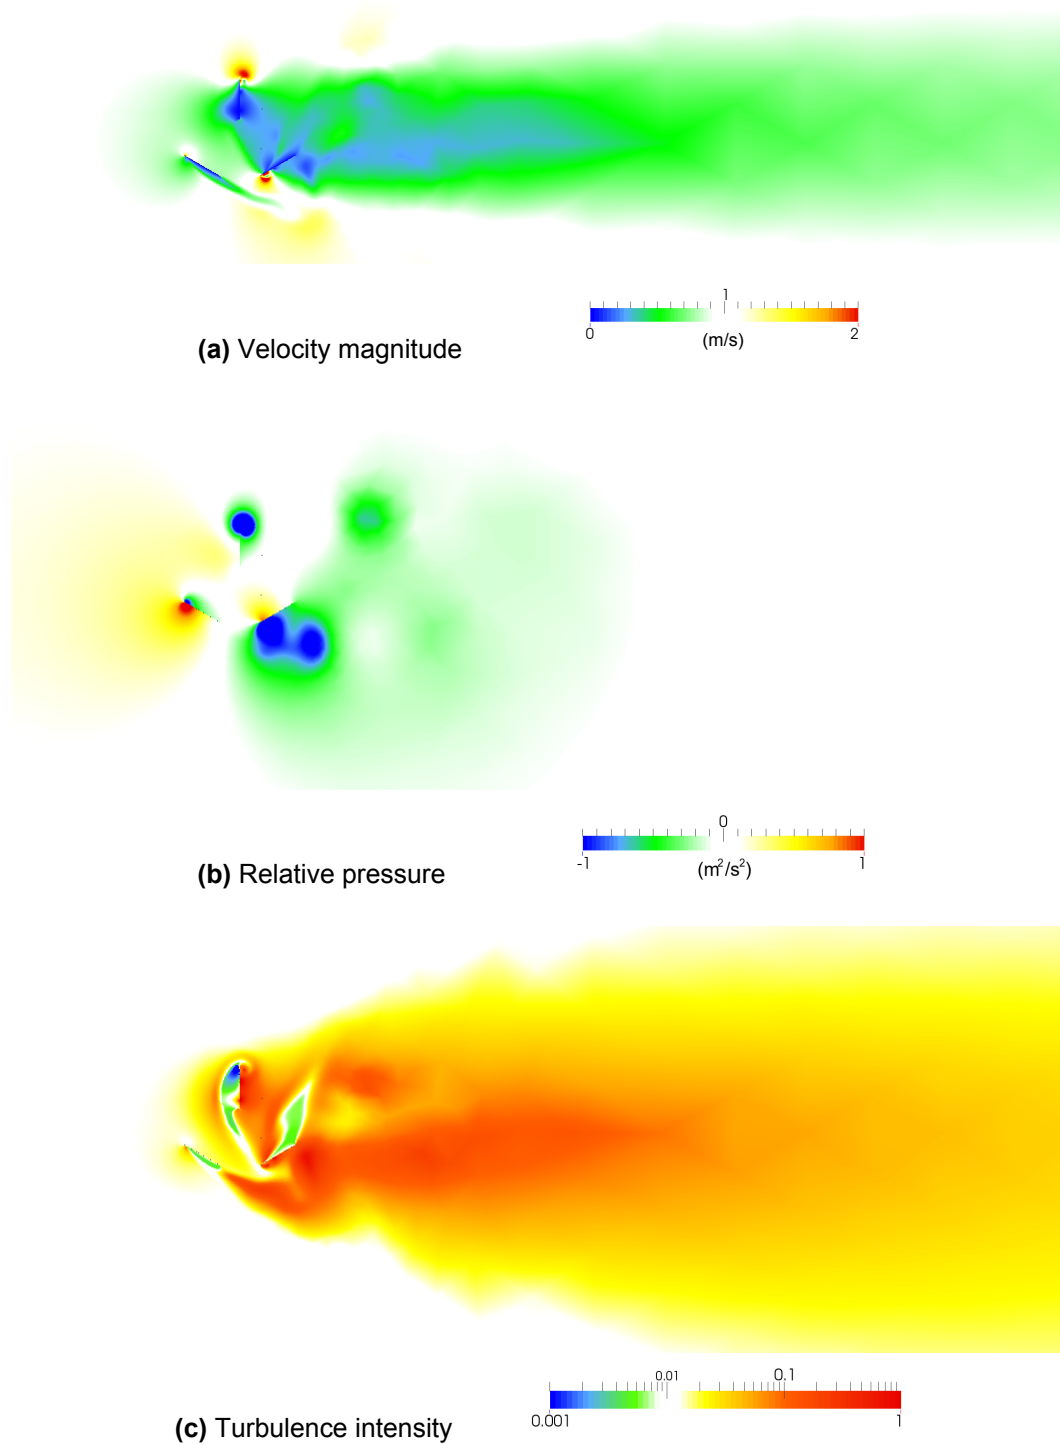 1
0
2
(m/s)
(a) Velocity magnitude
0
-1
1
(m²/s²)
(b) Relative pressure
0.01
0.1
0.001
1
(c) Turbulence intensity